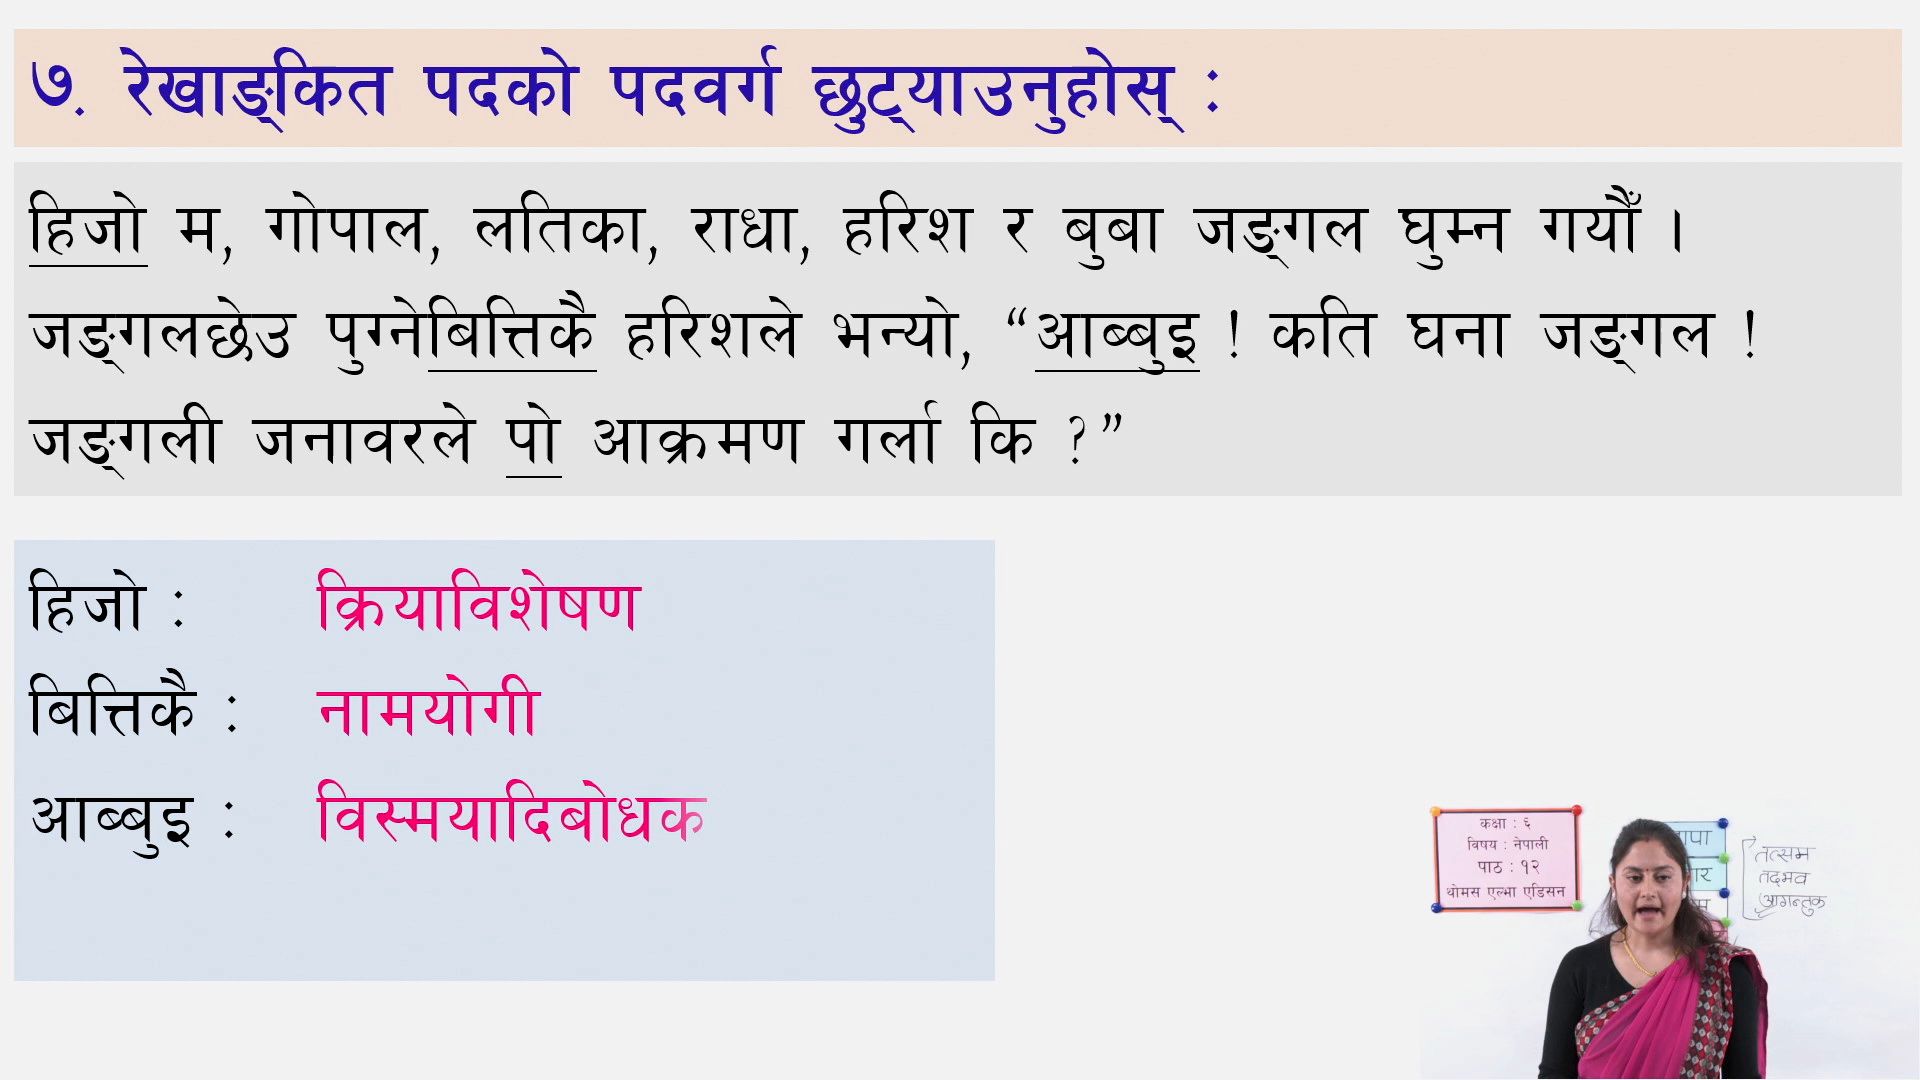 ७. रेखाङ्कित पदको पदवर्ग छुट्याउनुहोस् :
हिजो म, गोपाल, लतिका, राधा, हरिश र बुबा जङ्गल घुम्न गयौँ ।
जङ्गलछेउ पुग्नेबित्तिकै हरिशले भन्यो, “आब्बुइ ! कति घना जङ्गल !
जङ्गली जनावरले पो आक्रमण गर्ला कि ?”
हिजो : क्रियाविशेषण
बित्तिकै : नामयोगी
आब्बुइ : विस्मयादिबोधक
कक्षा : ६
विषय : नेपाली
पाठ : १२
थोमस एल्भा एडिसन
तत्सम
तद्भव
आगन्तुक